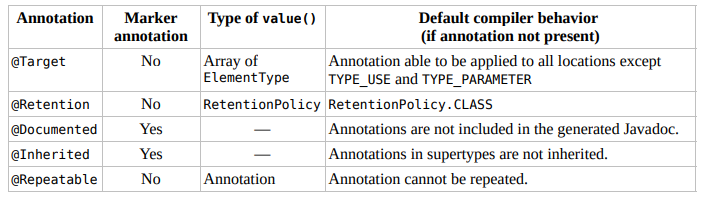 Annotation Marker annotation Type of value() Default compiler behavior (if annotation not present)
@Target No Array of ElementType Annotation able to be applied to all locations except TYPE_USE and TYPE_PARAMETER
@Retention No RetentionPolicy RetentionPolicy.CLASS
@Documented Yes — Annotations are not included in the generated Javadoc.
@Inherited Yes — Annotations in supertypes are not inherited.
@Repeatable No Annotation Annotation cannot be repeated.